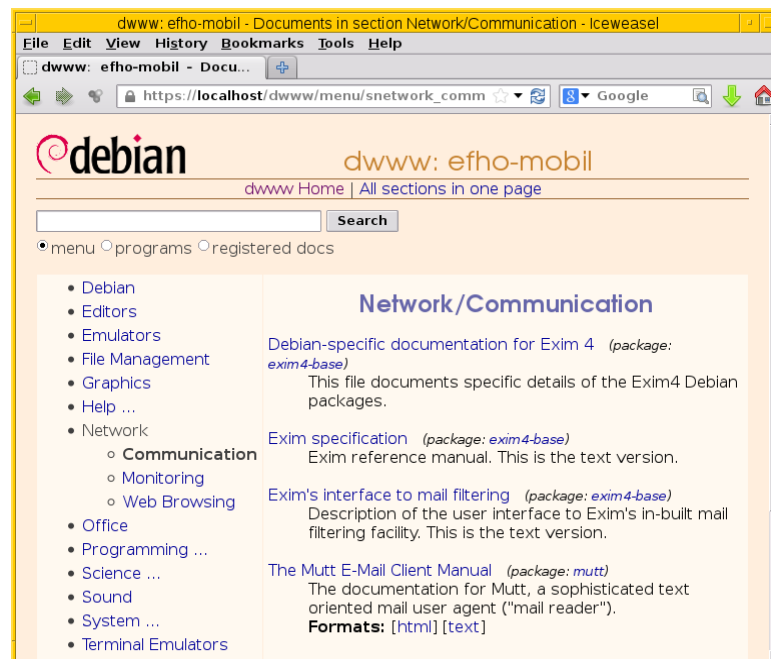 dwww: efho-mobil - Documents in section Network/Communication - Iceweasel
File Edit View History Bookmarks Tools Help
dwww: efho-mobil - Docu...
https://localhost/dwww/menu/snetwork_comm
Google
debian
dwww: efho-mobil
dwww Home | All sections in one page
Search
menu programs registered docs
Debian
Editors
Emulators
File Management
Graphics
Help ...
Network
Communication
Monitoring
Web Browsing
Office
Programming ...
Science ...
Sound
System ...
Terminal Emulators
Network/Communication
Debian-specific documentation for Exim 4 (package:
exim4-base)
This file documents specific details of the Exim4 Debian
packages.
Exim specification (package: exim4-base)
Exim reference manual. This is the text version.
Exim's interface to mail filtering (package: exim4-base)
Description of the user interface to Exim's in-built mail
filtering facility. This is the text version.
The Mutt E-Mail Client Manual (package: mutt)
The documentation for Mutt, a sophisticated text
oriented mail user agent ("mail reader").
Formats: [html] [text]